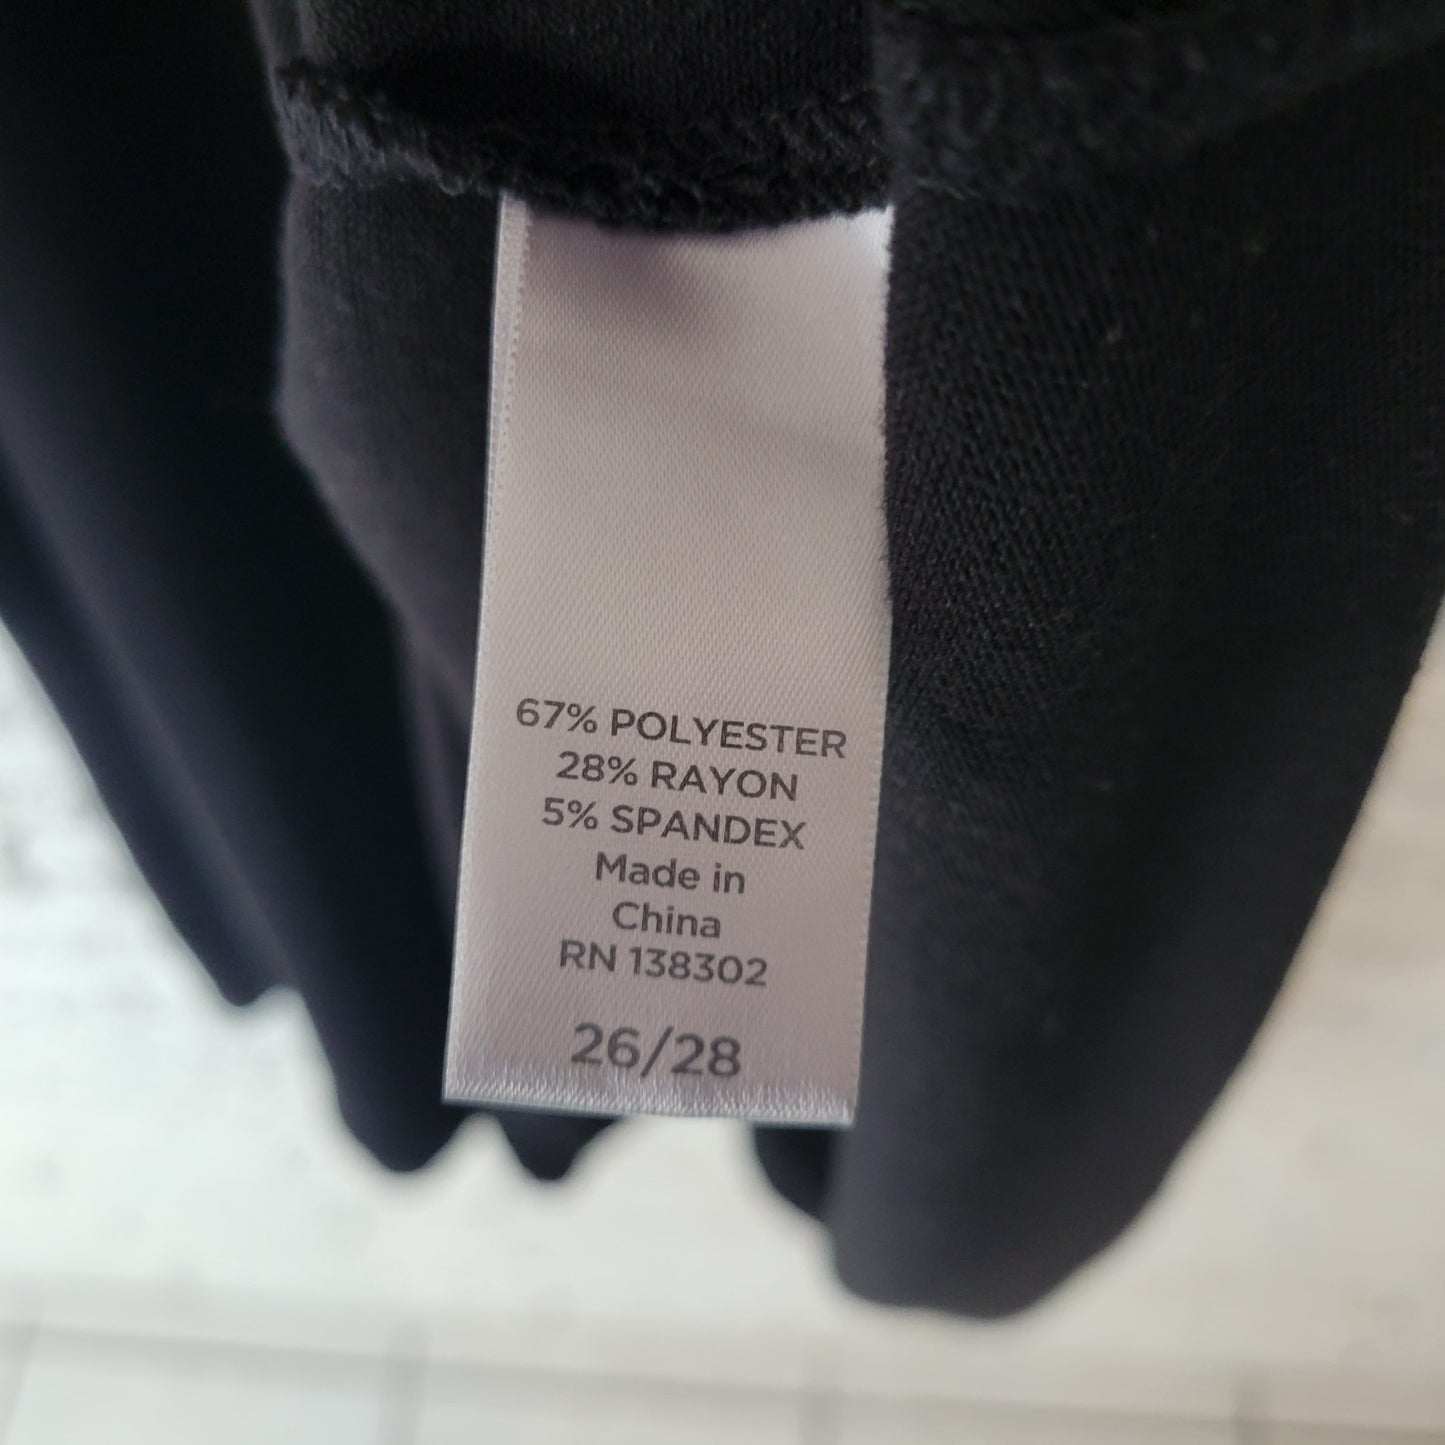 67% POLYESTER
28% RAYON
5% SPANDEX
Made in
China
RN 138302
26/28